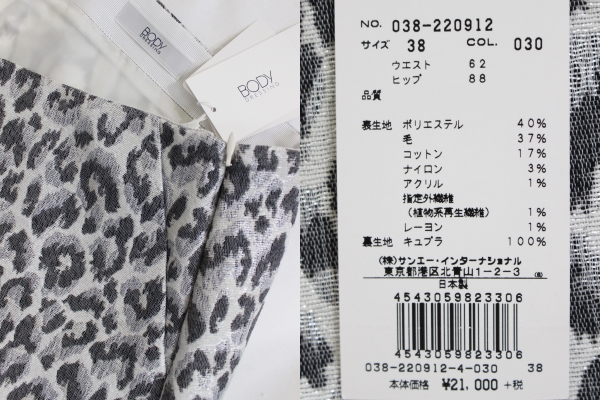 BODY
DRESSING
BODY
DRESSING
NO. 038-220912
サイズ 38 COL. 030
ウエスト 62
ヒップ 88
品質
裏生地 ポリエステル 40%
毛 37%
コットン 17%
ナイロン 3%
アクリル 1%
指定外繊維
(植物系再生繊維) 1%
レーヨン 1%
裏生地 キュプラ 100%
(株)サンエー・インターナショナル
東京都港区北青山1-2-3
日本製
4543059823306
4543059823306
038-220912-4-030 38
本体価格 ¥21,000 +税